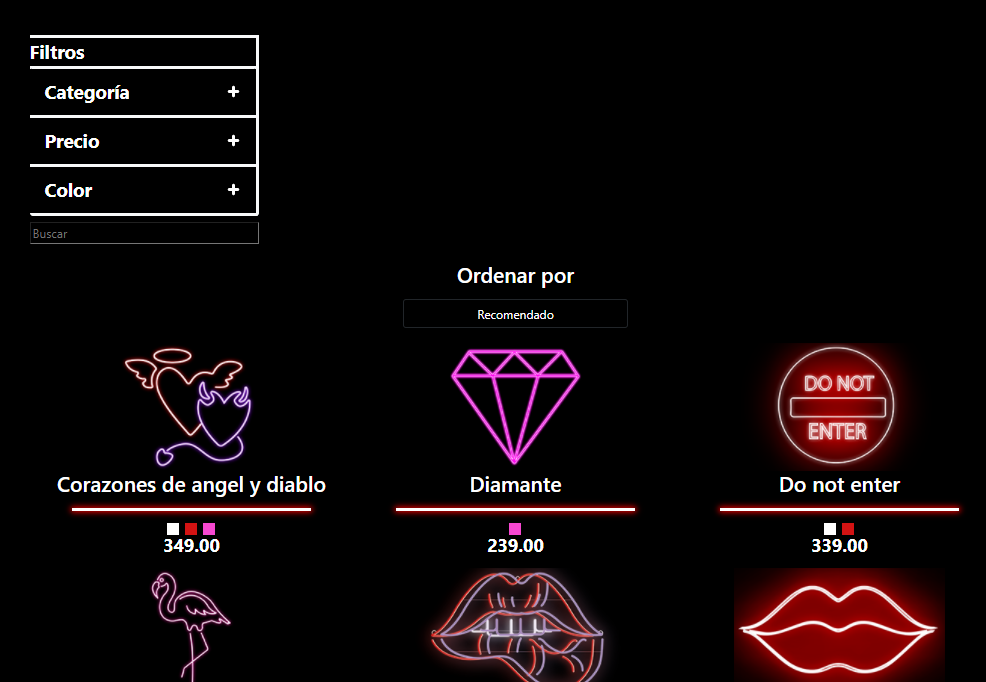 Filtros
Categoría +
Precio +
Color +
Buscar
Ordenar por
Recomendado
DO NOT
ENTER
Corazones de angel y diablo
Diamante
Do not enter
349.00
239.00
339.00